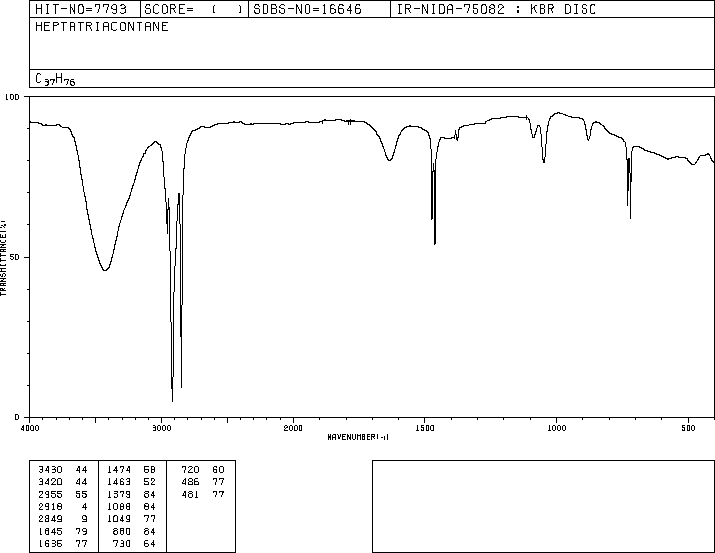 HIT-NO=7793 SCORE= ( ) SDBS-NO=16646 IR-NIDA-75082 : KBR DISC
HEPTATRIACONTANE
C37H76
100
50
0
TRANSMITTANCE(%)
4000 3000 2000 1500 1000 500
WAVENUMBER(-1)
3430 44 1474 58 720 60
3420 44 1463 52 486 77
2955 55 1379 84 481 77
2918 4 1088 84
2849 9 1049 77
1645 79 880 84
1635 77 730 64